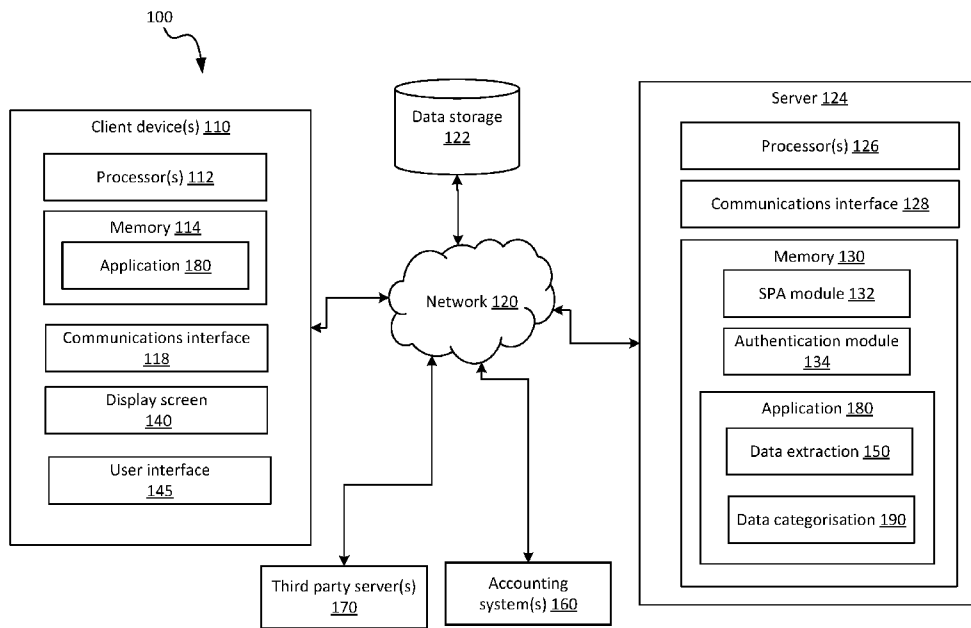 100
Client device(s) 110
Processor(s) 112
Memory 114
Application 180
Communications interface
118
Display screen
140
User interface
145
Data storage
122
Network 120
Third party server(s)
170
Accounting
system(s) 160
Server 124
Processor(s) 126
Communications interface 128
Memory 130
SPA module 132
Authentication module
134
Application 180
Data extraction 150
Data categorisation 190